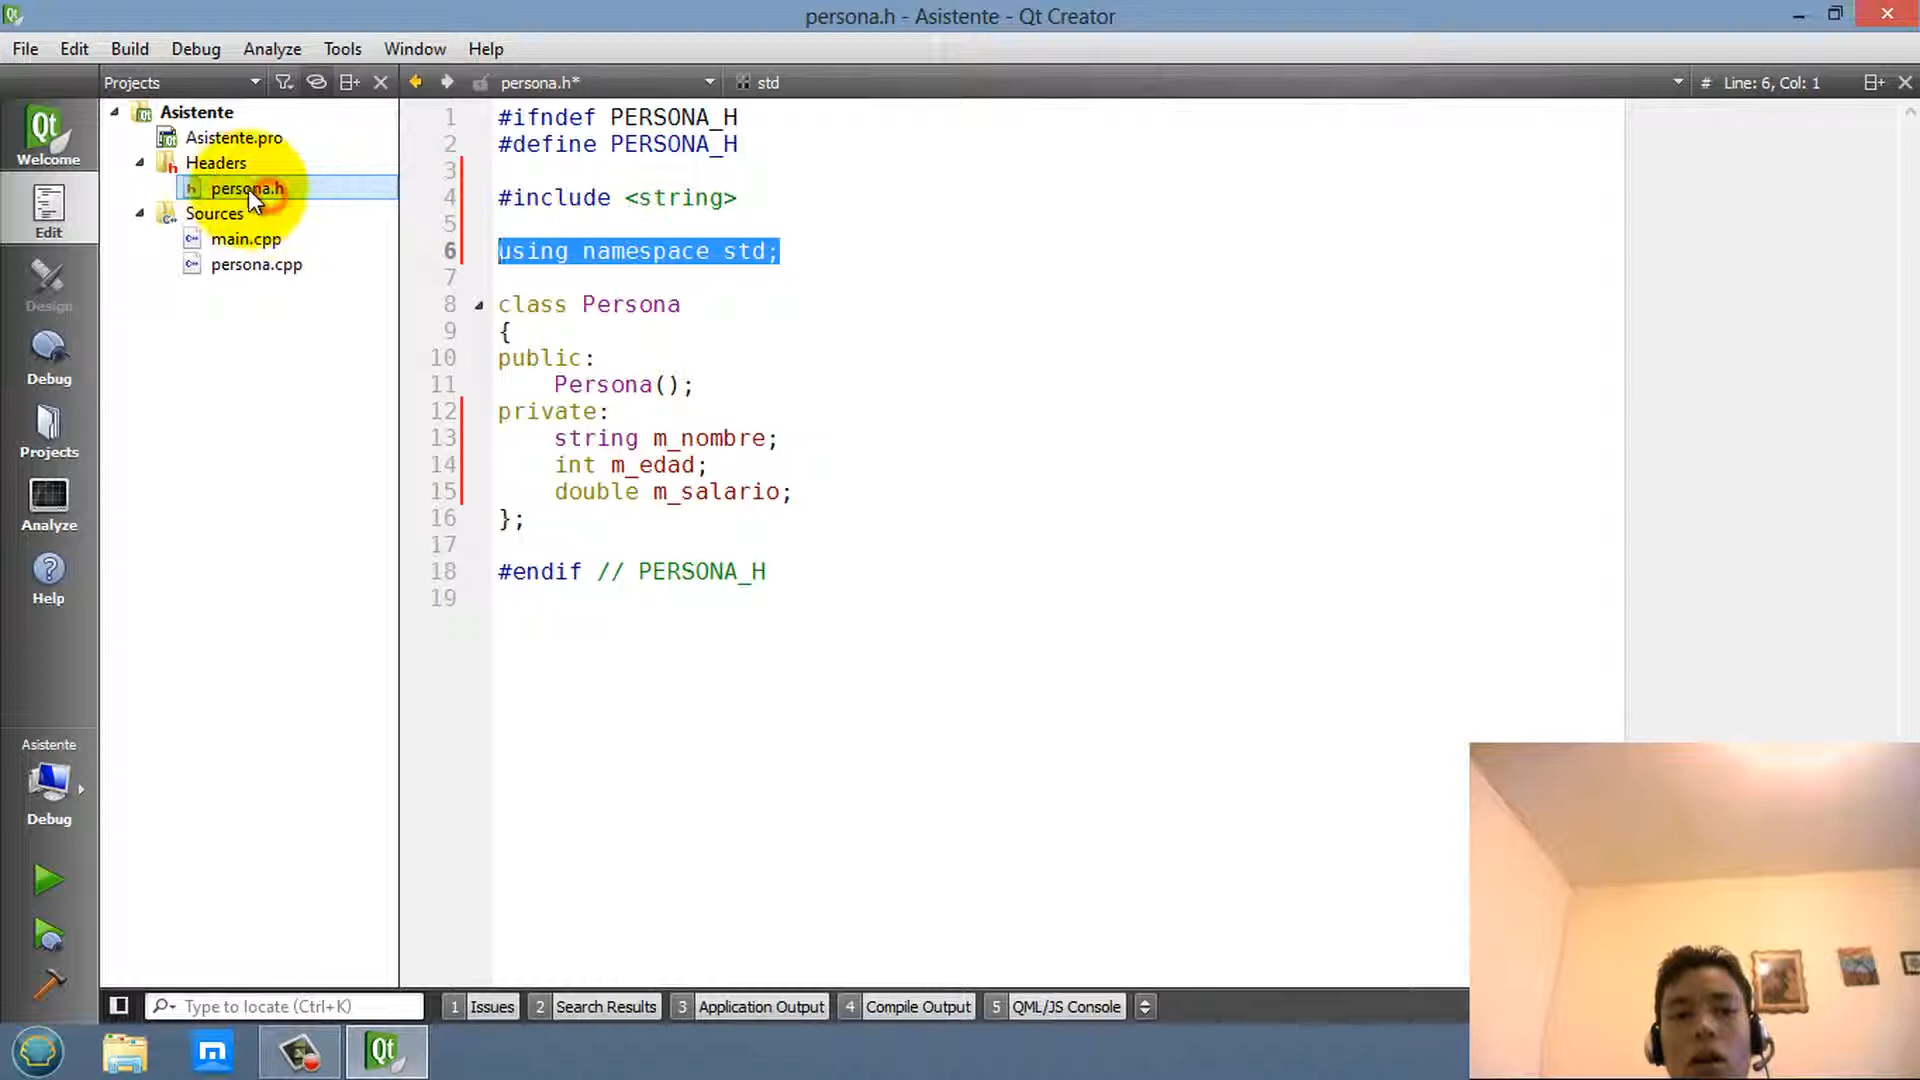 persona.h - Asistente - Qt Creator
File Edit Build Debug Analyze Tools Window Help
Projects persona.h* std # Line: 6, Col: 1
Qt
Welcome
Edit
Design
Debug
Projects
Analyze
Help
Asistente
Debug
Asistente
Asistente.pro
Headers
persona.h
Sources
main.cpp
persona.cpp
1 #ifndef PERSONA_H
2 #define PERSONA_H
3
4 #include <string>
5
6 using namespace std;
7
8 class Persona
9 {
10 public:
11 Persona();
12 private:
13 string m_nombre;
14 int m_edad;
15 double m_salario;
16 };
17
18 #endif // PERSONA_H
19
Type to locate (Ctrl+K) 1 Issues 2 Search Results 3 Application Output 4 Compile Output 5 QML/JS Console
Qt